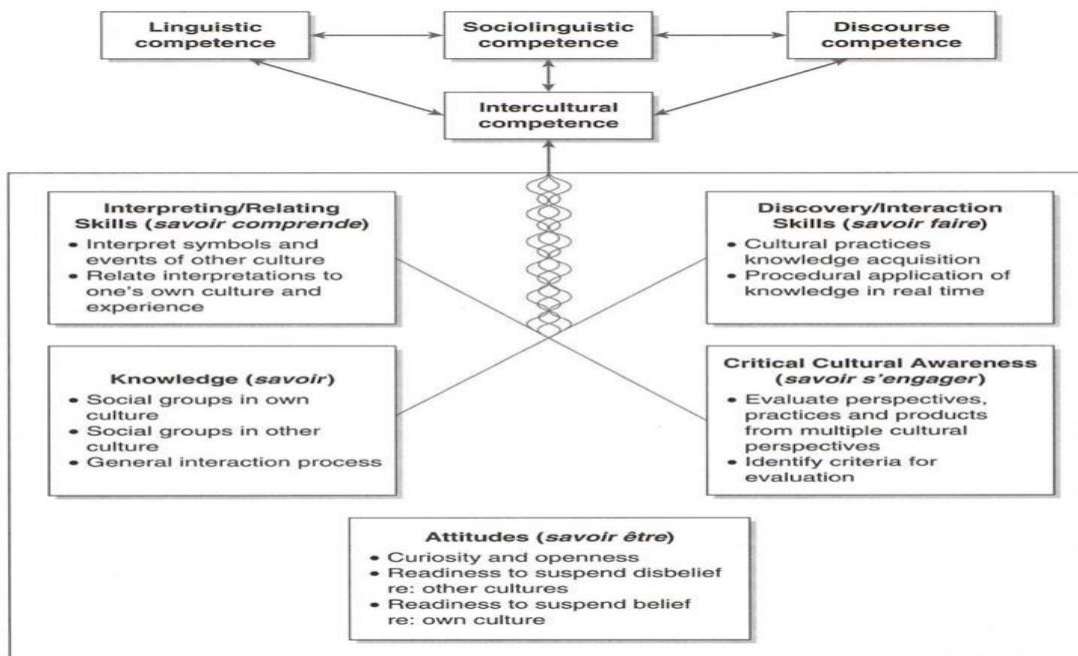 Linguistic
competence
Sociolinguistic
competence
Discourse
competence
Intercultural
competence
Interpreting/Relating
Skills (savoir comprende)
• Interpret symbols and
events of other culture
• Relate interpretations to
one's own culture and
experience
Discovery/Interaction
Skills (savoir faire)
• Cultural practices
knowledge acquisition
• Procedural application of
knowledge in real time
Knowledge (savoir)
• Social groups in own
culture
• Social groups in other
culture
• General interaction process
Critical Cultural Awareness
(savoir s'engager)
• Evaluate perspectives,
practices and products
from multiple cultural
perspectives
• Identify criteria for
evaluation
Attitudes (savoir être)
• Curiosity and openness
• Readiness to suspend disbelief
re: other cultures
• Readiness to suspend belief
re: own culture